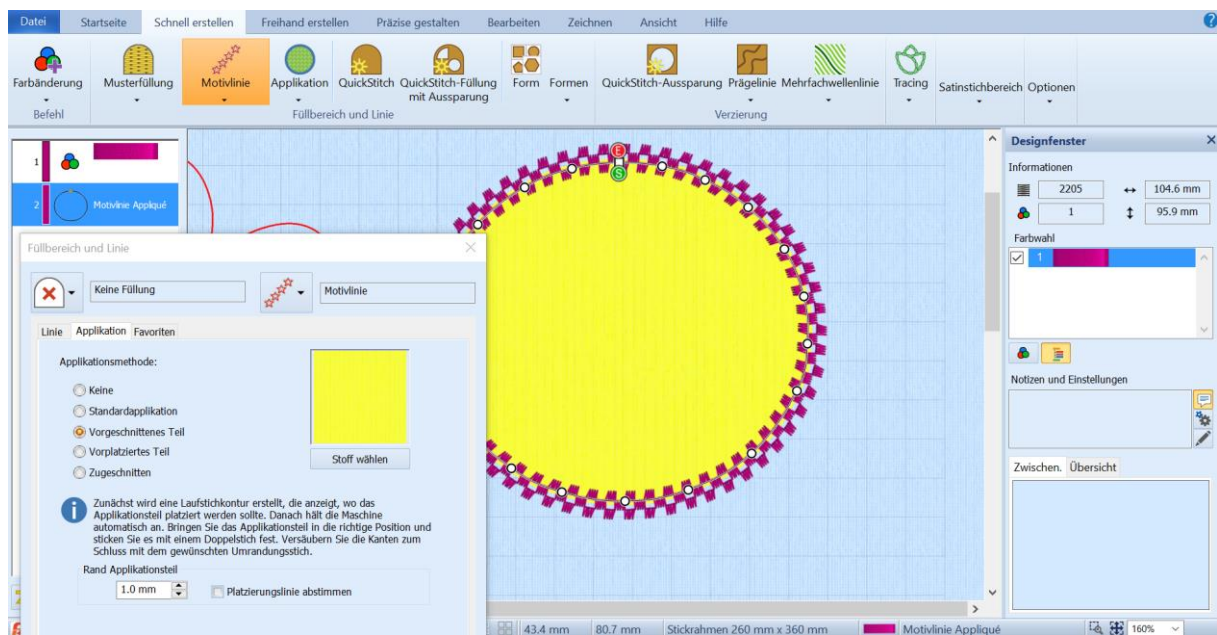 Datei Startseite Schnell erstellen Freihand erstellen Präzise gestalten Bearbeiten Zeichnen Ansicht Hilfe
?
Farbänderung Musterfüllung Motivlinie Applikation QuickStitch QuickStitch-Füllung mit Aussparung Form Formen QuickStitch-Aussparung Prägelinie Mehrfachwellenlinie Tracing Satinstichbereich Optionen
Befehl Füllbereich und Linie Verzierung
1
2 Motivlinie Appliqué
E
S
Füllbereich und Linie
Keine Füllung Motivlinie
Linie Applikation Favoriten
Applikationsmethode:
Keine
Standardapplikation
Vorgeschnittenes Teil
Vorplatziertes Teil
Zugeschnitten
Stoff wählen
Zunächst wird eine Laufstichkontur erstellt, die anzeigt, wo das
Applikationsteil platziert werden sollte. Danach hält die Maschine
automatisch an. Bringen Sie das Applikationsteil in die richtige Position und
sticken Sie es mit einem Doppelstich fest. Versäubern Sie die Kanten zum
Schluss mit dem gewünschten Umrandungsstich.
Rand Applikationsteil
1.0 mm Platzierungslinie abstimmen
Designfenster
Informationen
2205 104.6 mm
1 95.9 mm
Farbwahl
1
Notizen und Einstellungen
Zwischen. Übersicht
43.4 mm 80.7 mm Stickrahmen 260 mm x 360 mm Motivlinie Appliqué 160%